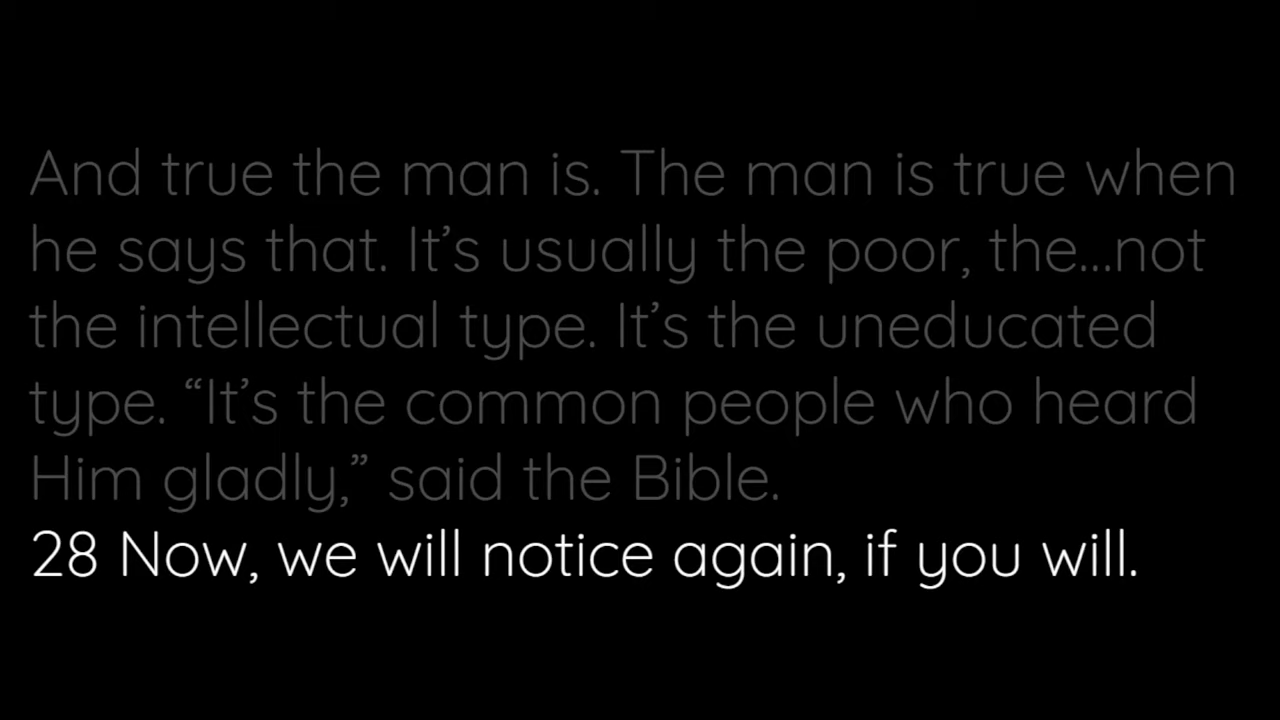 And true the man is. The man is true when
he says that. It’s usually the poor, the...not
the intellectual type. It’s the uneducated
type. “It’s the common people who heard
Him gladly,” said the Bible.
28 Now, we will notice again, if you will.